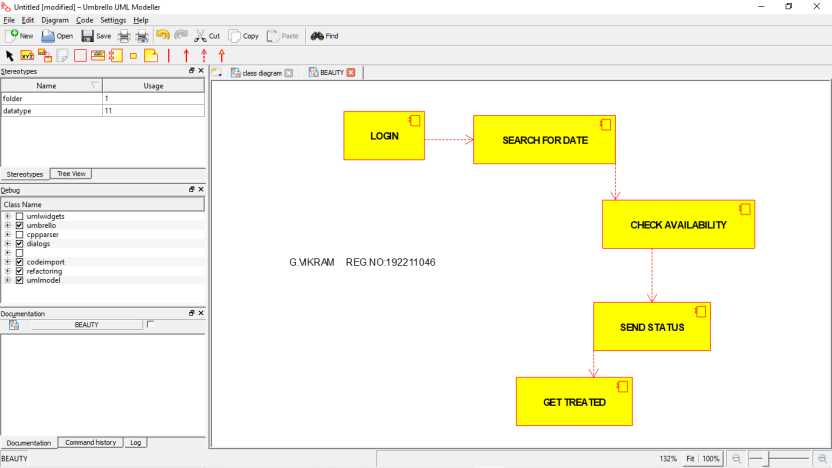 Untitled [modified] – Umbrello UML Modeller
File Edit Diagram Code Settings Help
New Open Save Cut Copy Paste Find
XYZ
Stereotypes
Name Usage
folder 1
datatype 11
Stereotypes Tree View
Debug
Class Name
umlwidgets
umbrello
cppparser
dialogs
codeimport
refactoring
umlmodel
Documentation
BEAUTY
Documentation Command history Log
class diagram BEAUTY
LOGIN
SEARCH FOR DATE
CHECK AVAILABILITY
G.VIKRAM REG.NO:192211046
SEND STATUS
GET TREATED
BEAUTY
132% Fit 100%